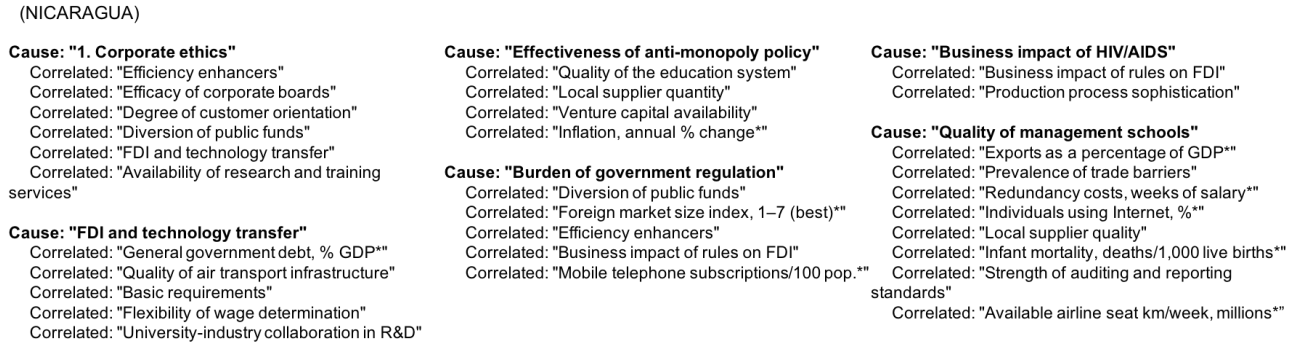 (NICARAGUA)
Cause: "1. Corporate ethics"
Correlated: "Efficiency enhancers"
Correlated: "Efficacy of corporate boards"
Correlated: "Degree of customer orientation"
Correlated: "Diversion of public funds"
Correlated: "FDI and technology transfer"
Correlated: "Availability of research and training
services"
Cause: "FDI and technology transfer"
Correlated: "General government debt, % GDP*"
Correlated: "Quality of air transport infrastructure"
Correlated: "Basic requirements"
Correlated: "Flexibility of wage determination"
Correlated: "University-industry collaboration in R&D"
Cause: "Effectiveness of anti-monopoly policy"
Correlated: "Quality of the education system"
Correlated: "Local supplier quantity"
Correlated: "Venture capital availability"
Correlated: "Inflation, annual % change*"
Cause: "Burden of government regulation"
Correlated: "Diversion of public funds"
Correlated: "Foreign market size index, 1–7 (best)*"
Correlated: "Efficiency enhancers"
Correlated: "Business impact of rules on FDI"
Correlated: "Mobile telephone subscriptions/100 pop.*"
Cause: "Business impact of HIV/AIDS"
Correlated: "Business impact of rules on FDI"
Correlated: "Production process sophistication"
Cause: "Quality of management schools"
Correlated: "Exports as a percentage of GDP*"
Correlated: "Prevalence of trade barriers"
Correlated: "Redundancy costs, weeks of salary*"
Correlated: "Individuals using Internet, %*"
Correlated: "Local supplier quality"
Correlated: "Infant mortality, deaths/1,000 live births*"
Correlated: "Strength of auditing and reporting
standards"
Correlated: "Available airline seat km/week, millions*”